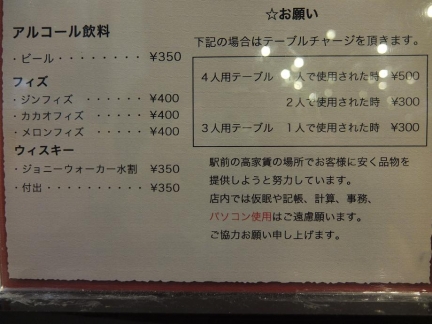 アルコール飲料
・ビール・・・・・・・・ ¥350
フィズ
・ジンフィズ ・・・・・・ ¥400
・カカオフィズ ・・・・・ ¥400
・メロンフィズ ・・・・・ ¥400
ウィスキー
・ジョニーウォーカー水割 ¥350
・付出・・・・・・・・・・ ¥350
☆お願い
下記の場合はテーブルチャージを頂きます。
4人用テーブル 1人で使用された時 ¥500
2人で使用された時 ¥300
3人用テーブル 1人で使用された時 ¥300
駅前の高家賃の場所でお客様に安く品物を
提供しようと努力しています。
店内では仮眠や記帳、計算、事務、
パソコン使用はご遠慮願います。
ご協力お願い申し上げます。